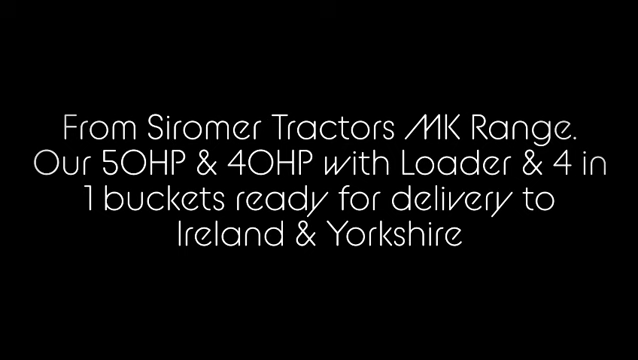 From Siromer Tractors MK Range.
Our 50HP & 40HP with Loader & 4 in
1 buckets ready for delivery to
Ireland & Yorkshire